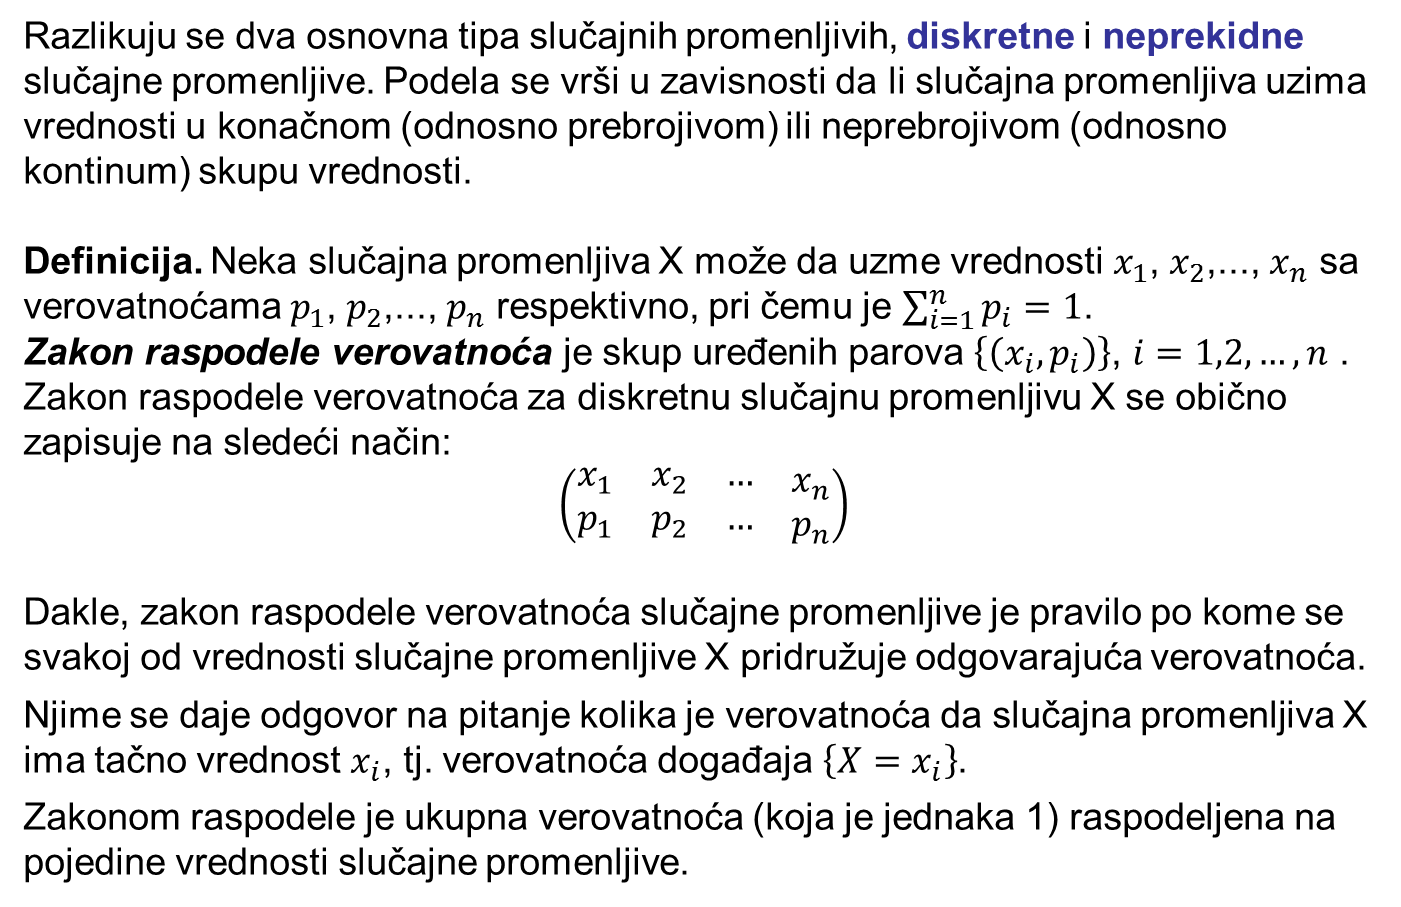 Razlikuju se dva osnovna tipa slučajnih promenljivih, diskretne i neprekidne
slučajne promenljive. Podela se vrši u zavisnosti da li slučajna promenljiva uzima
vrednosti u konačnom (odnosno prebrojivom) ili neprebrojivom (odnosno
kontinum) skupu vrednosti.
Definicija. Neka slučajna promenljiva X može da uzme vrednosti x₁, x₂,..., xₙ sa
verovatnoćama p₁, p₂,..., pₙ respektivno, pri čemu je ∑ⁿᵢ₌₁ pᵢ = 1.
Zakon raspodele verovatnoća je skup uređenih parova {(xᵢ, pᵢ)}, i = 1,2, … , n .
Zakon raspodele verovatnoća za diskretnu slučajnu promenljivu X se obično
zapisuje na sledeći način:
x₁ x₂ … xₙ
p₁ p₂ … pₙ
Dakle, zakon raspodele verovatnoća slučajne promenljive je pravilo po kome se
svakoj od vrednosti slučajne promenljive X pridružuje odgovarajuća verovatnoća.
Njime se daje odgovor na pitanje kolika je verovatnoća da slučajna promenljiva X
ima tačno vrednost xᵢ, tj. verovatnoća događaja {X = xᵢ}.
Zakonom raspodele je ukupna verovatnoća (koja je jednaka 1) raspodeljena na
pojedine vrednosti slučajne promenljive.